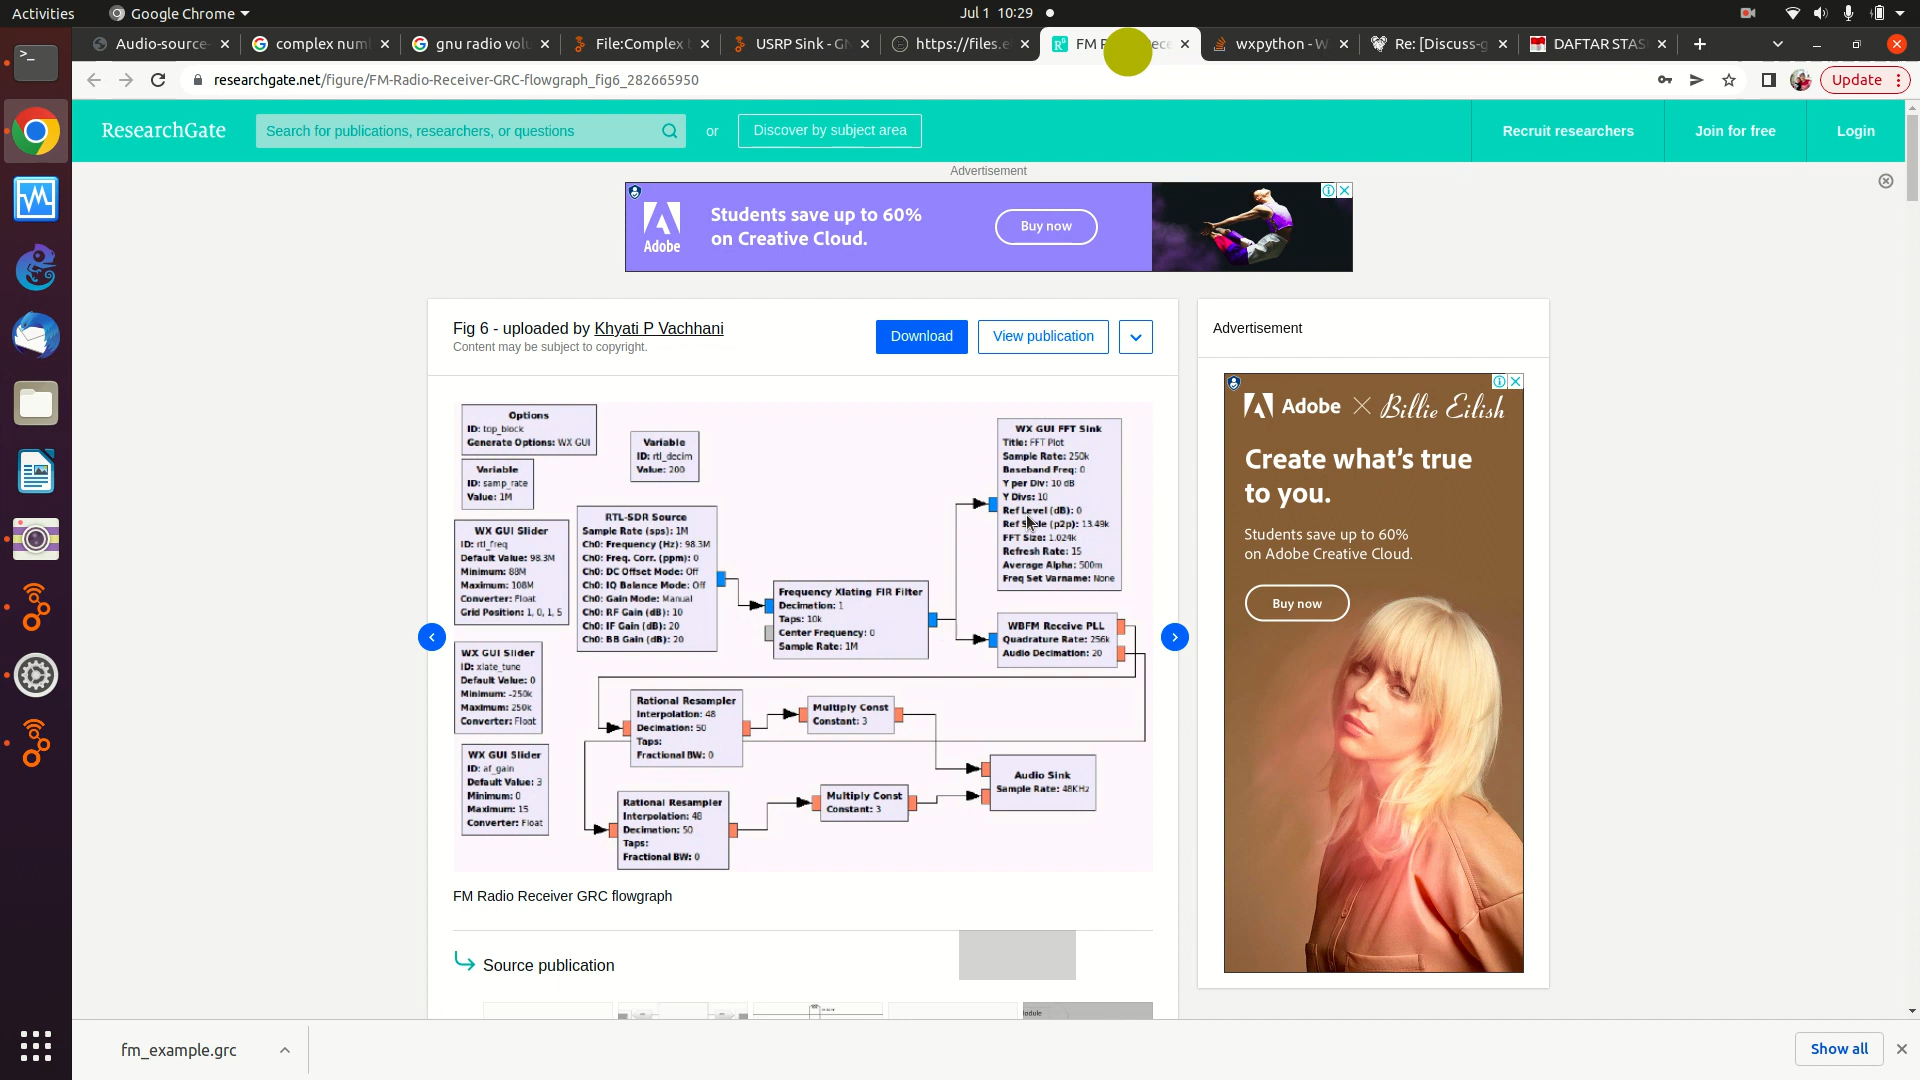 Activities
Google Chrome
Jul 1 10:29
Audio-source-
complex num
gnu radio vol
File:Complex t
USRP Sink - G
https://files.e
FM
wxpython - W
Re: [Discuss-g
DAFTAR STAS
researchgate.net/figure/FM-Radio-Receiver-GRC-flowgraph_fig6_282665950
Update
ResearchGate
Search for publications, researchers, or questions
or
Discover by subject area
Recruit researchers
Join for free
Login
Advertisement
Adobe
Students save up to 60%
on Creative Cloud.
Buy now
Fig 6 - uploaded by Khyati P Vachhani
Content may be subject to copyright.
Download
View publication
Options
ID: top_block
Generate Options: WX GUI
Variable
ID: samp_rate
Value: 1M
Variable
ID: rtl_decim
Value: 200
WX GUI Slider
ID: rtl_freq
Default Value: 98.3M
Minimum: 88M
Maximum: 108M
Converter: Float
Grid Position: 1, 0, 1, 5
WX GUI Slider
ID: xlate_tune
Default Value: 0
Minimum: -250k
Maximum: 250k
Converter: Float
WX GUI Slider
ID: af_gain
Default Value: 3
Minimum: 0
Maximum: 15
Converter: Float
RTL-SDR Source
Sample Rate (sps): 1M
Ch0: Frequency (Hz): 98.3M
Ch0: Freq. Corr. (ppm): 0
Ch0: DC Offset Mode: Off
Ch0: IQ Balance Mode: Off
Ch0: Gain Mode: Manual
Ch0: RF Gain (dB): 10
Ch0: IF Gain (dB): 20
Ch0: BB Gain (dB): 20
Frequency Xlating FIR Filter
Decimation: 1
Taps: 10k
Center Frequency: 0
Sample Rate: 1M
WX GUI FFT Sink
Title: FFT Plot
Sample Rate: 250k
Baseband Freq: 0
Y per Div: 10 dB
Y Divs: 10
Ref Level (dB): 0
Ref Scale (p2p): 13.49k
FFT Size: 1.024k
Refresh Rate: 15
Average Alpha: 500m
Freq Set Varname: None
WBFM Receive PLL
Quadrature Rate: 256k
Audio Decimation: 20
Rational Resampler
Interpolation: 48
Decimation: 50
Taps:
Fractional BW: 0
Multiply Const
Constant: 3
Rational Resampler
Interpolation: 48
Decimation: 50
Taps:
Fractional BW: 0
Multiply Const
Constant: 3
Audio Sink
Sample Rate: 48KHz
FM Radio Receiver GRC flowgraph
Source publication
Advertisement
Adobe × Billie Eilish
Create what's true
to you.
Students save up to 60%
on Adobe Creative Cloud.
Buy now
fm_example.grc
Show all